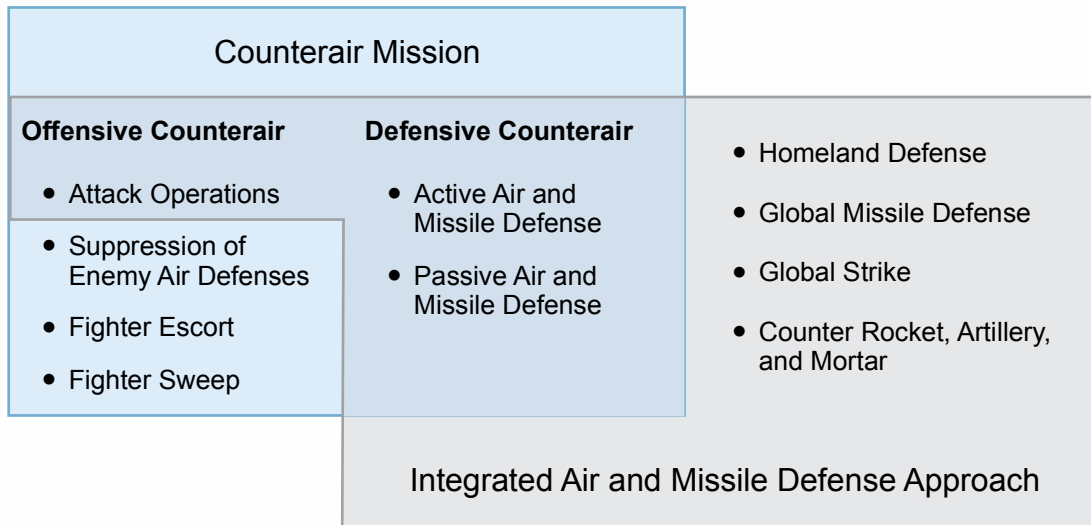 Counterair Mission
Offensive Counterair
• Attack Operations
• Suppression of
Enemy Air Defenses
• Fighter Escort
• Fighter Sweep
Defensive Counterair
• Active Air and
Missile Defense
• Passive Air and
Missile Defense
• Homeland Defense
• Global Missile Defense
• Global Strike
• Counter Rocket, Artillery,
and Mortar
Integrated Air and Missile Defense Approach